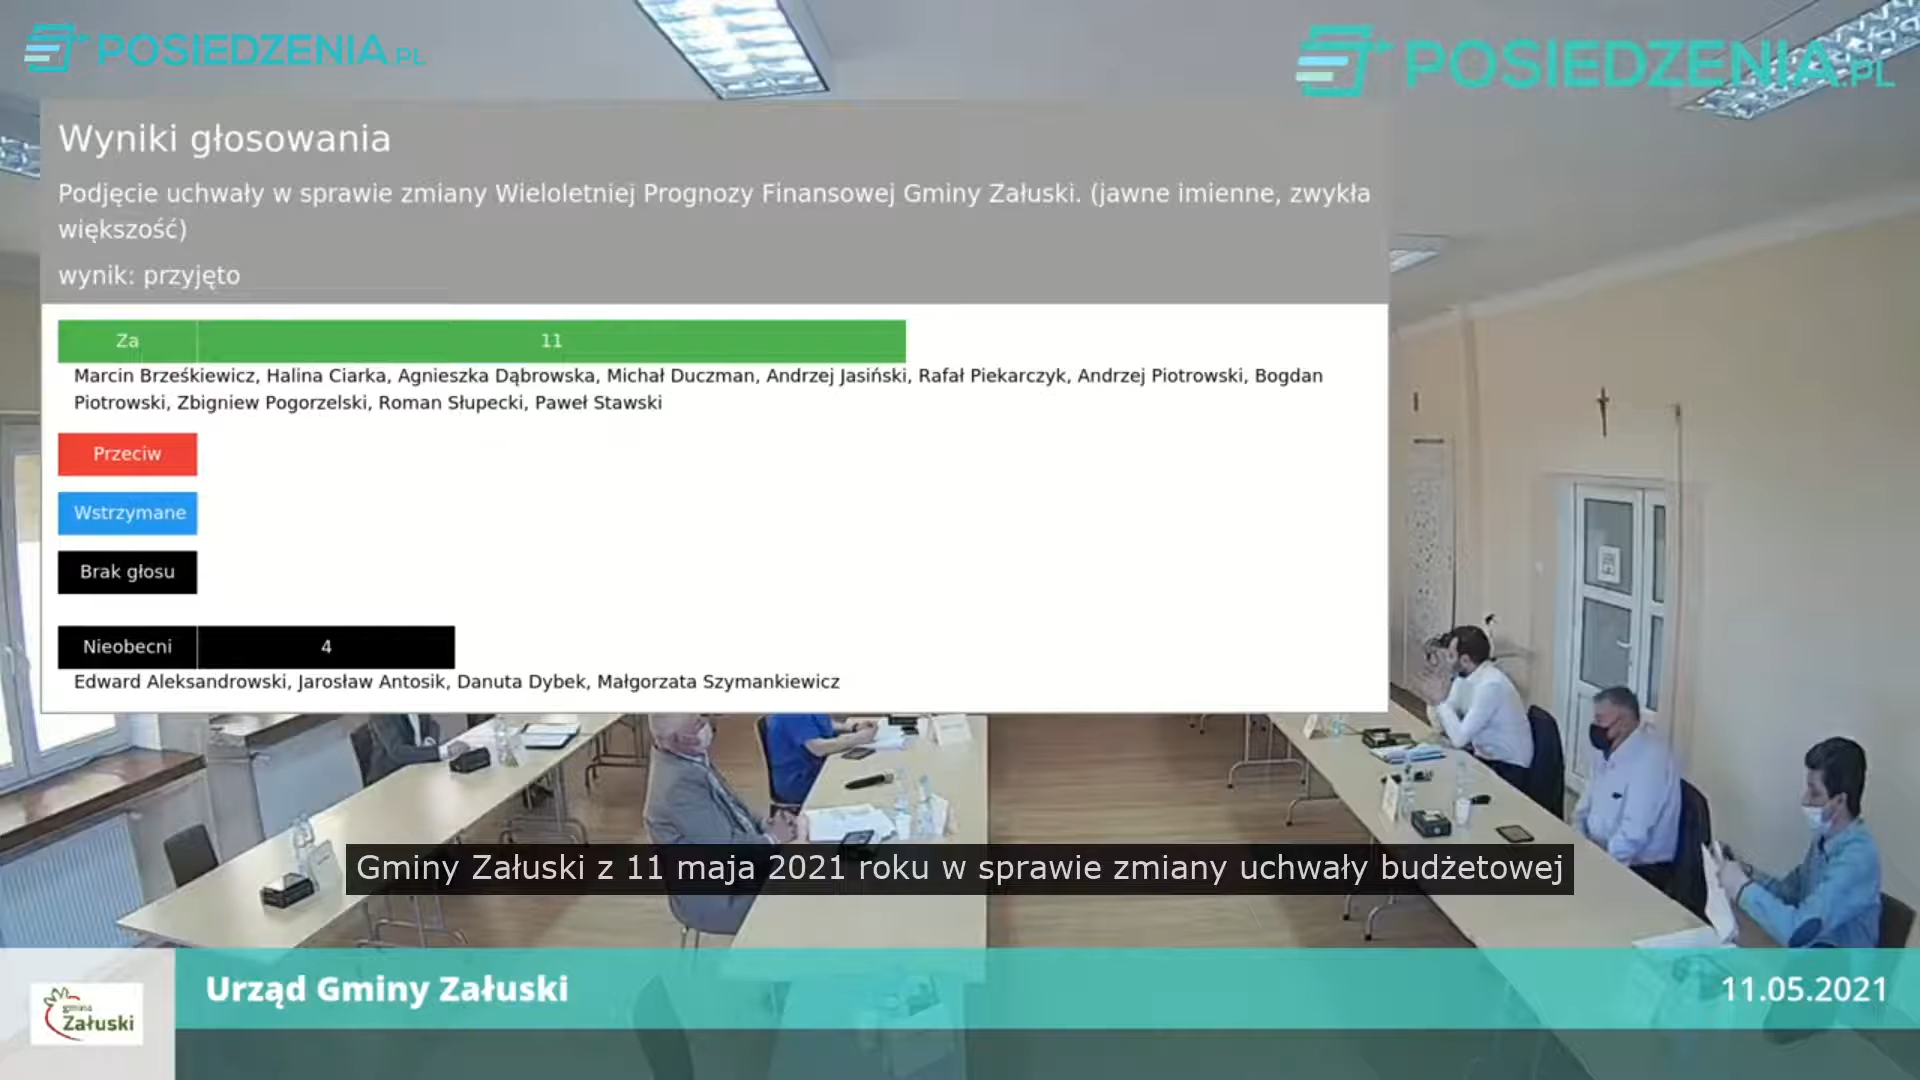 POSIEDZENIA.PL
POSIEDZENIA.PL
Wyniki głosowania
Podjęcie uchwały w sprawie zmiany Wieloletniej Prognozy Finansowej Gminy Załuski. (jawne imienne, zwykła
większość)
wynik: przyjęto
Za 11
Marcin Brześkiewicz, Halina Ciarka, Agnieszka Dąbrowska, Michał Duczman, Andrzej Jasiński, Rafał Piekarczyk, Andrzej Piotrowski, Bogdan
Piotrowski, Zbigniew Pogorzelski, Roman Słupecki, Paweł Stawski
Przeciw
Wstrzymane
Brak głosu
Nieobecni 4
Edward Aleksandrowski, Jarosław Antosik, Danuta Dybek, Małgorzata Szymankiewicz
Gminy Załuski z 11 maja 2021 roku w sprawie zmiany uchwały budżetowej
Urząd Gminy Załuski
11.05.2021
gmina
Załuski